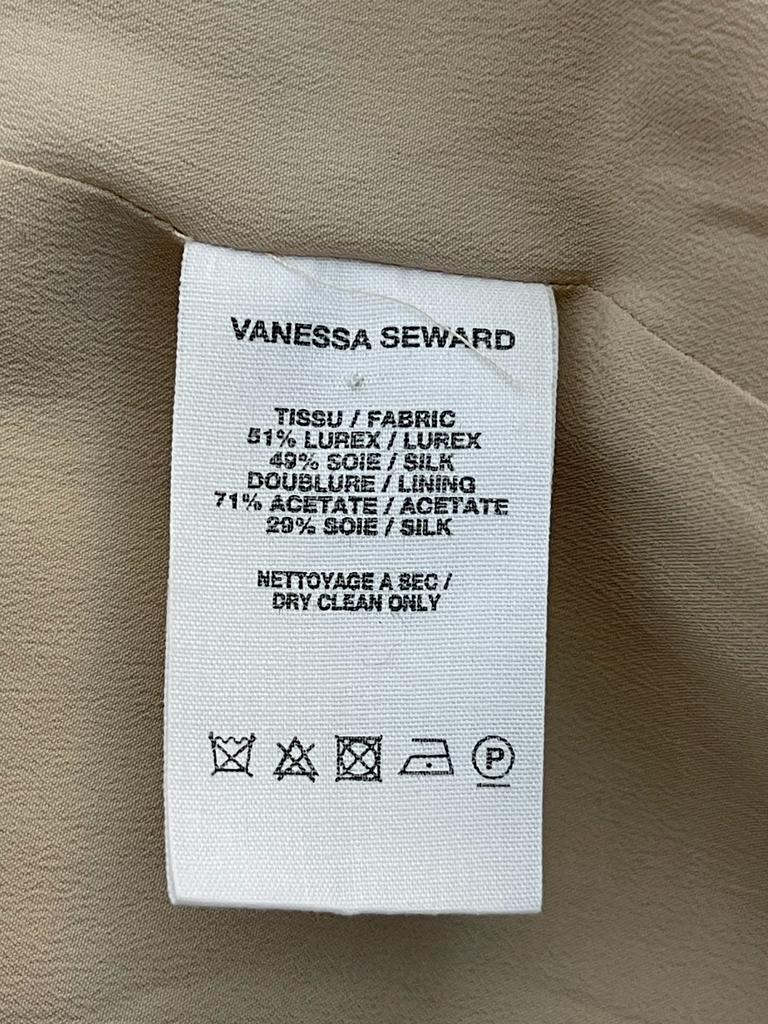 VANESSA SEWARD
TISSU / FABRIC
51% LUREX / LUREX
49% SOIE / SILK
DOUBLURE / LINING
71% ACETATE / ACETATE
29% SOIE / SILK
NETTOYAGE A SEC /
DRY CLEAN ONLY
P